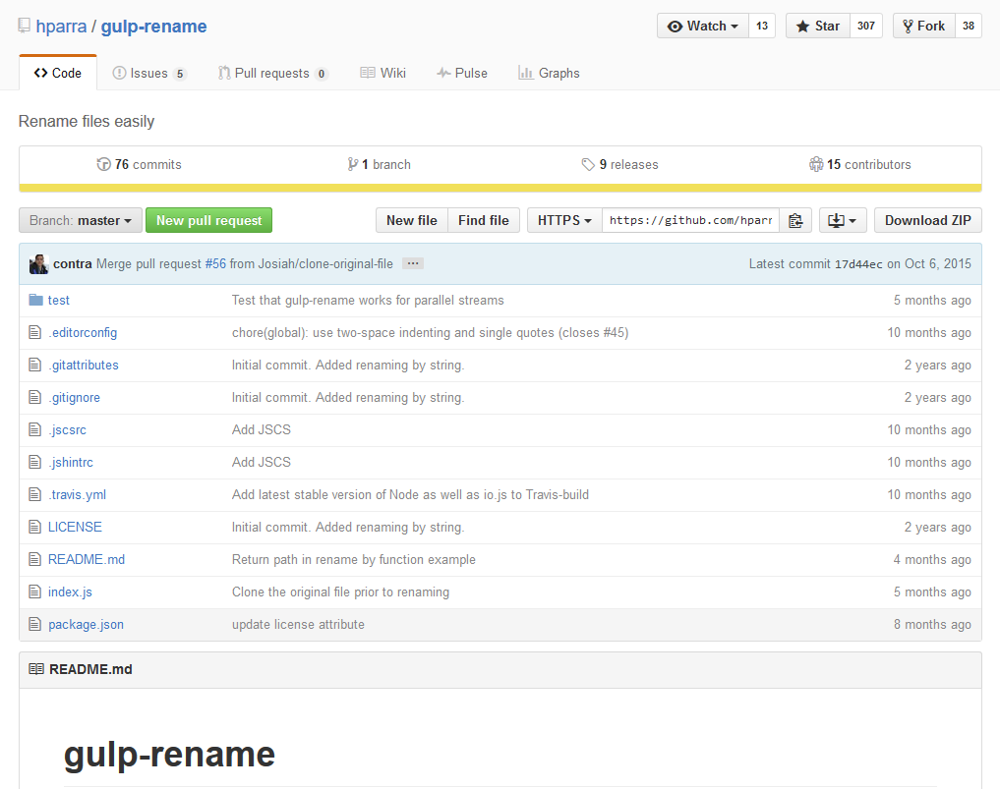 hparra / gulp-rename Watch 13 Star 307 Fork 38
Code Issues 5 Pull requests 0 Wiki Pulse Graphs
Rename files easily
76 commits 1 branch 9 releases 15 contributors
Branch: master New pull request New file Find file HTTPS https://github.com/hparr Download ZIP
contra Merge pull request #56 from Josiah/clone-original-file ... Latest commit 17d44ec on Oct 6, 2015
test Test that gulp-rename works for parallel streams 5 months ago
.editorconfig chore(global): use two-space indenting and single quotes (closes #45) 10 months ago
.gitattributes Initial commit. Added renaming by string. 2 years ago
.gitignore Initial commit. Added renaming by string. 2 years ago
.jscsrc Add JSCS 10 months ago
.jshintrc Add JSCS 10 months ago
.travis.yml Add latest stable version of Node as well as io.js to Travis-build 10 months ago
LICENSE Initial commit. Added renaming by string. 2 years ago
README.md Return path in rename by function example 4 months ago
index.js Clone the original file prior to renaming 5 months ago
package.json update license attribute 8 months ago
README.md
gulp-rename